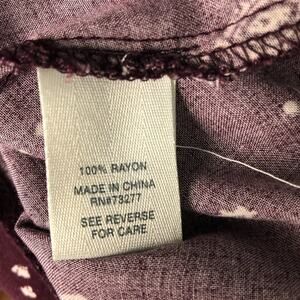 100% RAYON
MADE IN CHINA
RN#73277
SEE REVERSE
FOR CARE